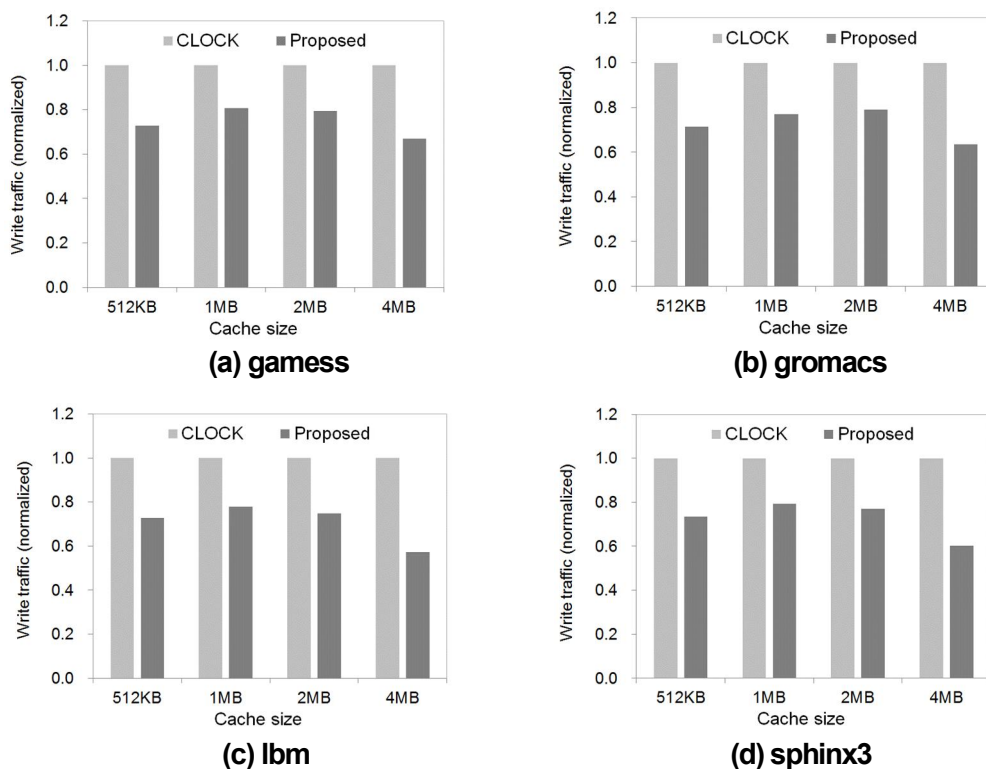 1.2
CLOCK Proposed
1.0
0.8
0.6
0.4
0.2
0.0
Write traffic (normalized)
512KB 1MB 2MB 4MB
Cache size
(a) gamess
1.2
CLOCK Proposed
1.0
0.8
0.6
0.4
0.2
0.0
Write traffic (normalized)
512KB 1MB 2MB 4MB
Cache size
(b) gromacs
1.2
CLOCK Proposed
1.0
0.8
0.6
0.4
0.2
0.0
Write traffic (normalized)
512KB 1MB 2MB 4MB
Cache size
(c) lbm
1.2
CLOCK Proposed
1.0
0.8
0.6
0.4
0.2
0.0
Write traffic (normalized)
512KB 1MB 2MB 4MB
Cache size
(d) sphinx3